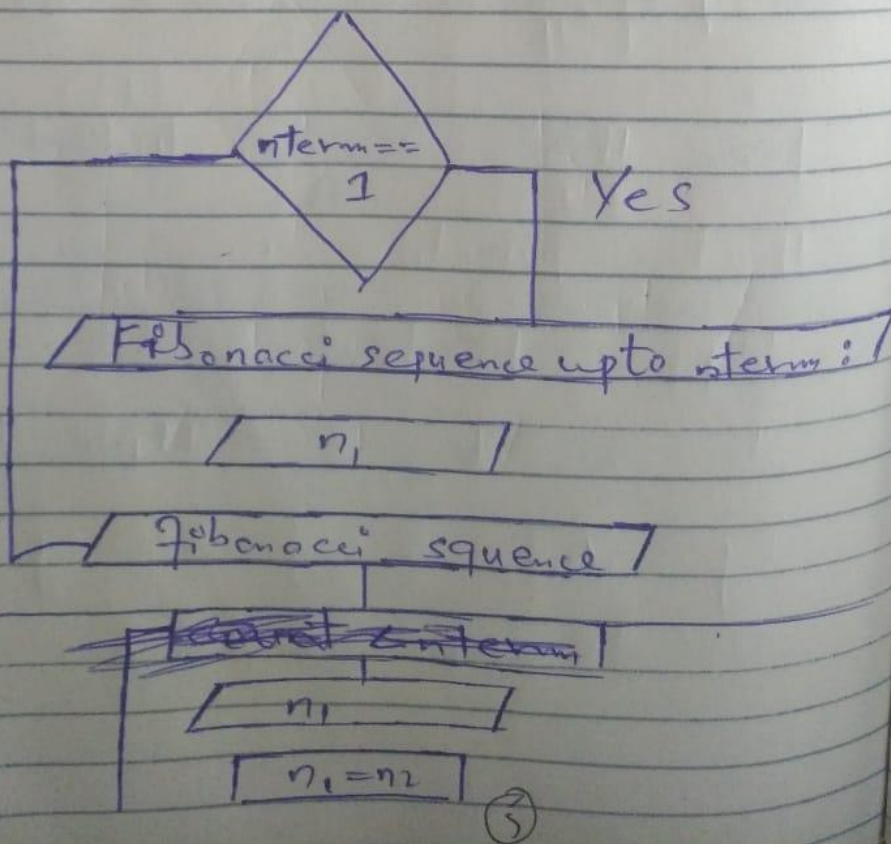 nterm==
1
Yes
Fibonacci sequence upto nterm:
n1
fibonacci squence
n1
n1=n2